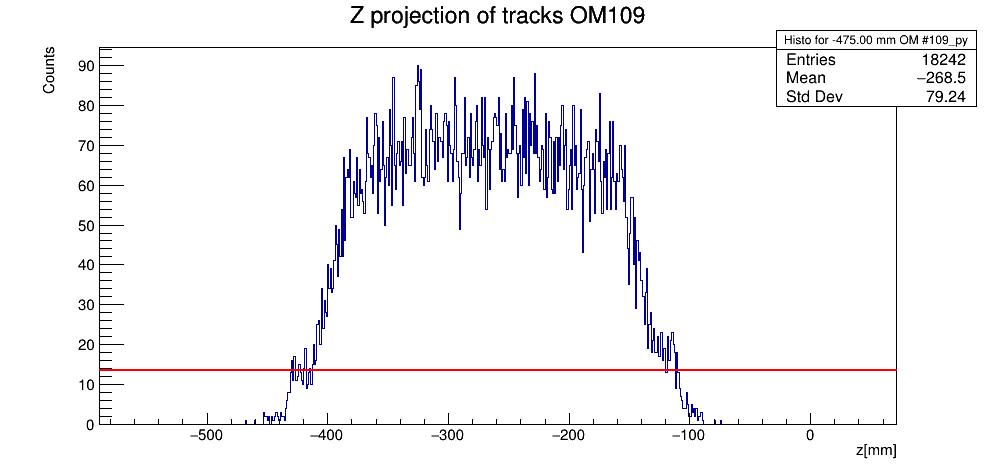 Z projection of tracks OM109
Histo for -475.00 mm OM #109_py
Entries 18242
Mean −268.5
Std Dev 79.24
Counts
90
80
70
60
50
40
30
20
10
0
−500 −400 −300 −200 −100 0
z[mm]